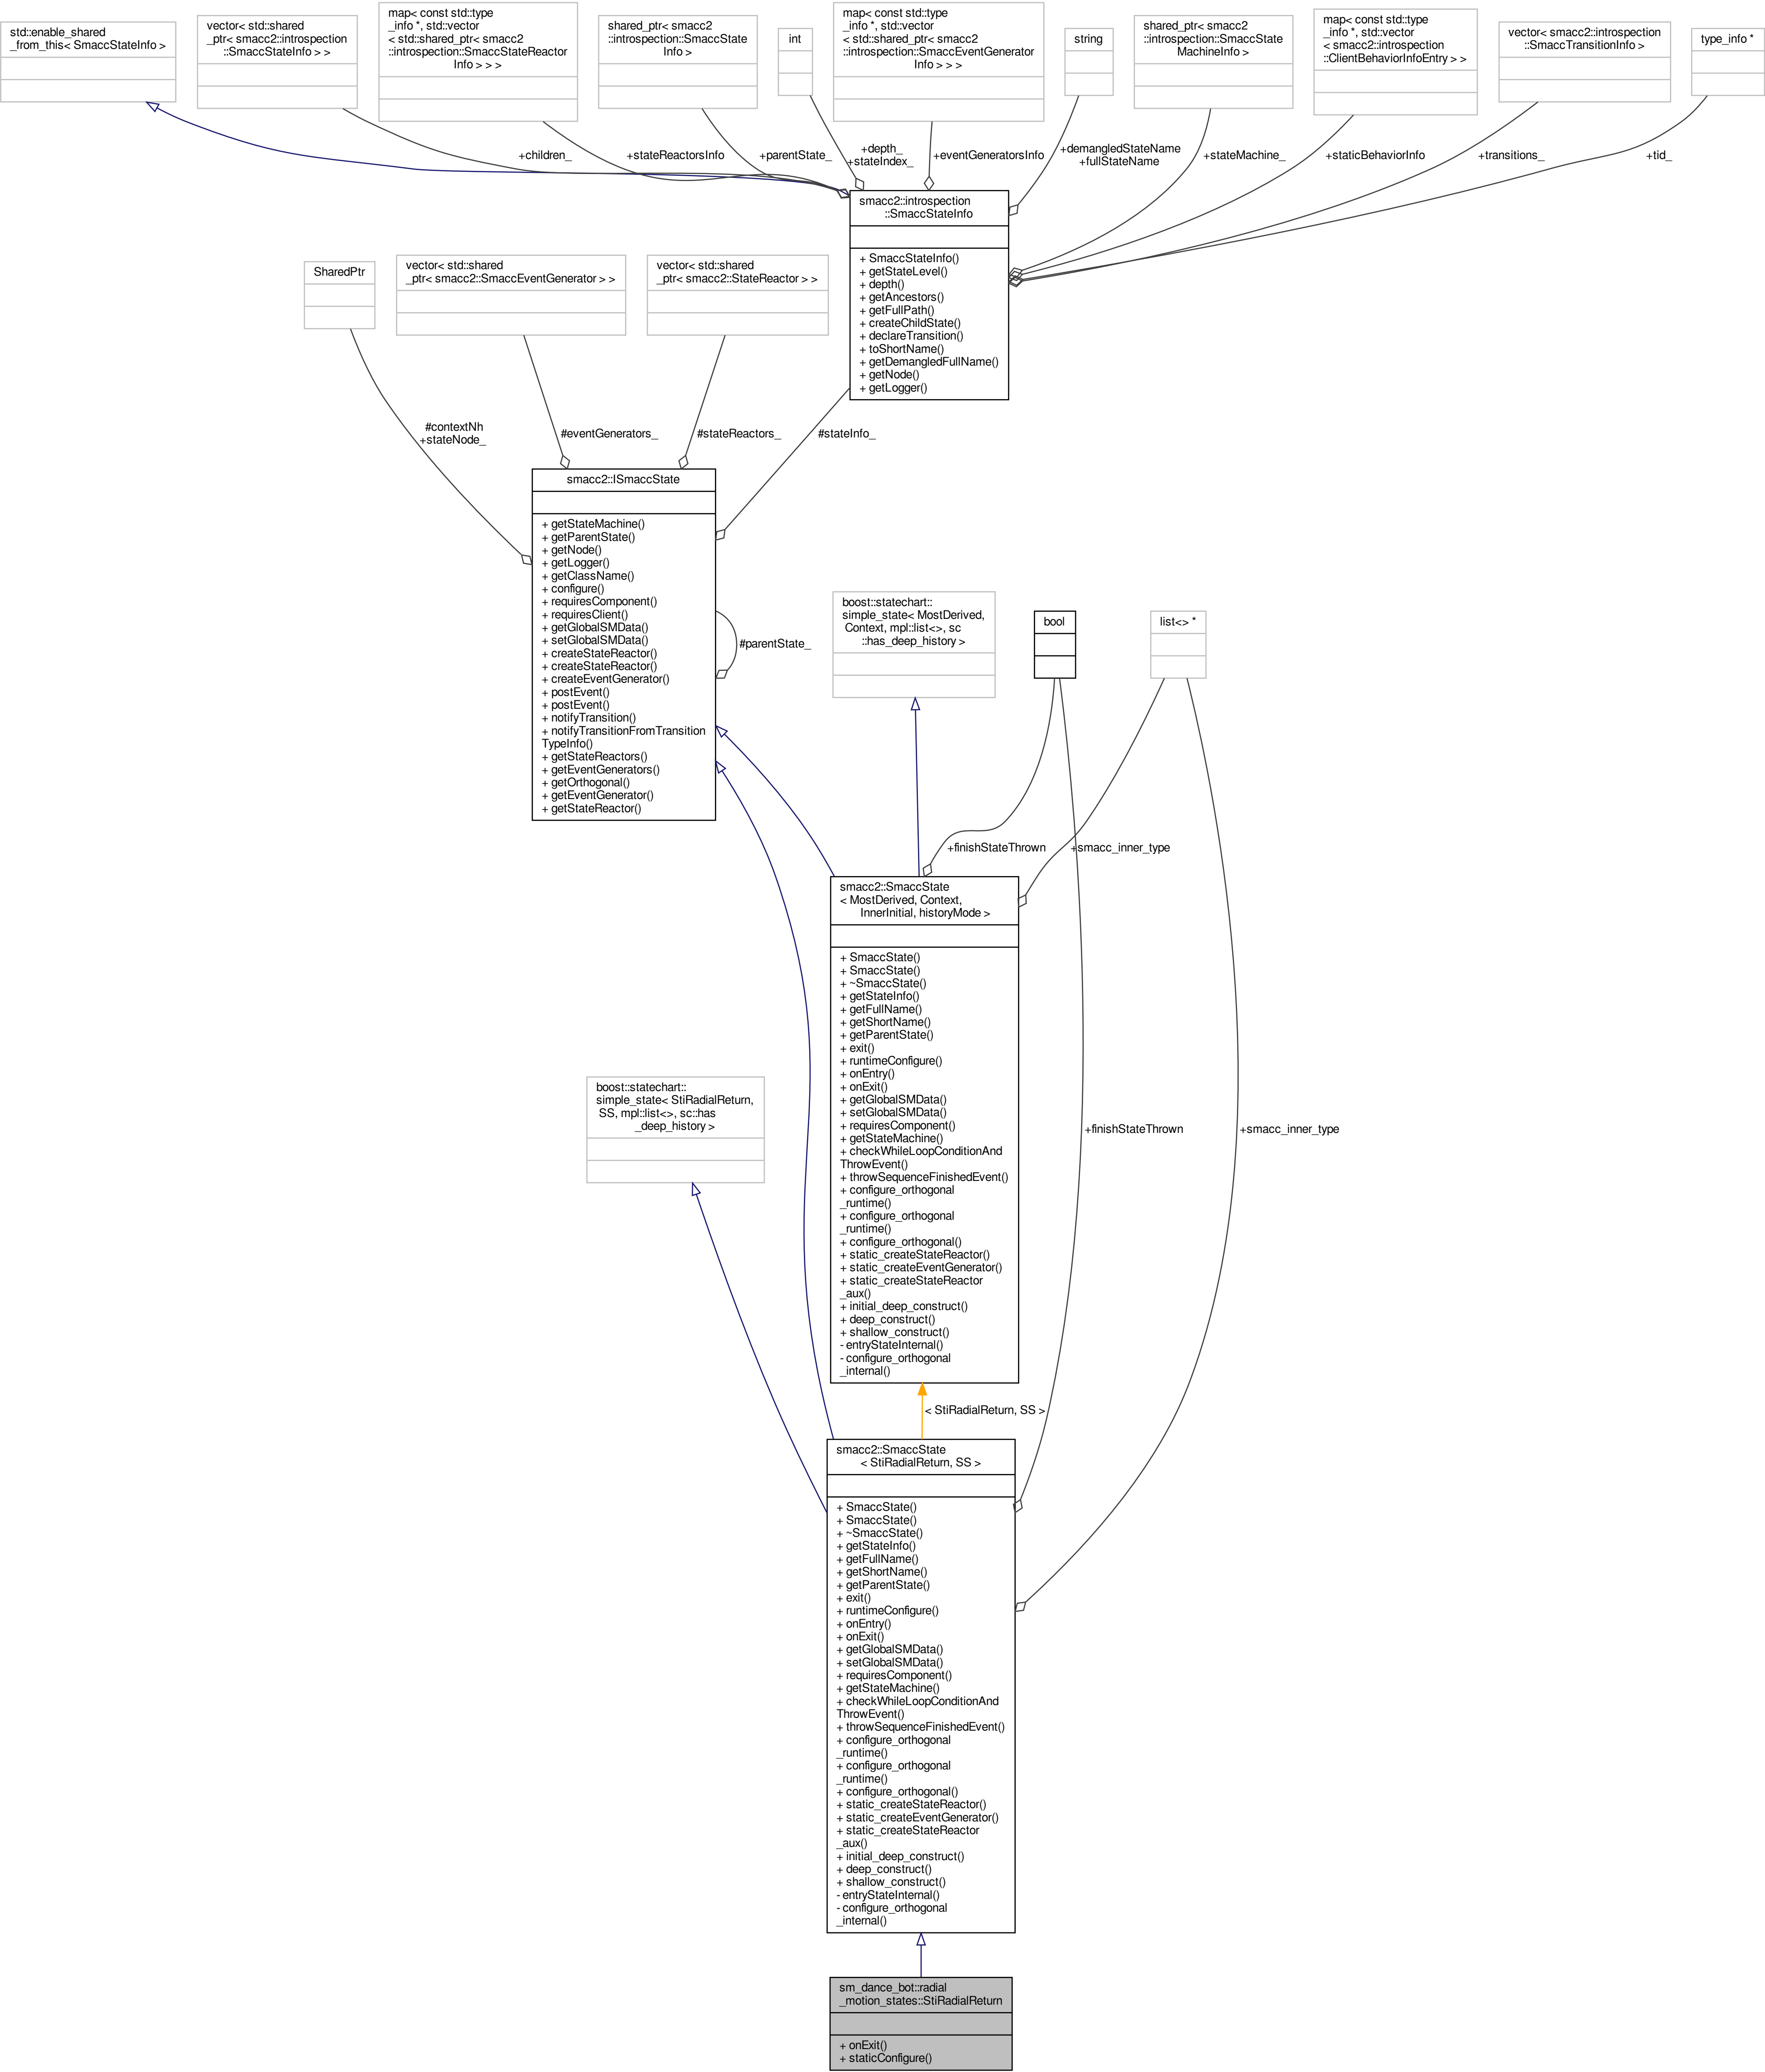 std::enable_shared
_from_this< SmaccStateInfo >
vector< std::shared
_ptr< smacc2::introspection
::SmaccStateInfo > >
map< const std::type
_info *, std::vector
< std::shared_ptr< smacc2
::introspection::SmaccStateReactor
Info > > >
shared_ptr< smacc2
::introspection::SmaccState
Info >
int
map< const std::type
_info *, std::vector
< std::shared_ptr< smacc2
::introspection::SmaccEventGenerator
Info > > >
string
shared_ptr< smacc2
::introspection::SmaccState
MachineInfo >
map< const std::type
_info *, std::vector
< smacc2::introspection
::ClientBehaviorInfoEntry > >
vector< smacc2::introspection
::SmaccTransitionInfo >
type_info *
+children_
+stateReactorsInfo
+parentState_
+depth_
+stateIndex_
+eventGeneratorsInfo
+demangledStateName
+fullStateName
+stateMachine_
+staticBehaviorInfo
+transitions_
+tid_
smacc2::introspection
::SmaccStateInfo
+ SmaccStateInfo()
+ getStateLevel()
+ depth()
+ getAncestors()
+ getFullPath()
+ createChildState()
+ declareTransition()
+ toShortName()
+ getDemangledFullName()
+ getNode()
+ getLogger()
SharedPtr
vector< std::shared
_ptr< smacc2::SmaccEventGenerator > >
vector< std::shared
_ptr< smacc2::StateReactor > >
#contextNh
+stateNode_
#eventGenerators_
#stateReactors_
#stateInfo_
smacc2::ISmaccState
+ getStateMachine()
+ getParentState()
+ getNode()
+ getLogger()
+ getClassName()
+ configure()
+ requiresComponent()
+ requiresClient()
+ getGlobalSMData()
+ setGlobalSMData()
+ createStateReactor()
+ createStateReactor()
+ createEventGenerator()
+ postEvent()
+ postEvent()
+ notifyTransition()
+ notifyTransitionFromTransition
TypeInfo()
+ getStateReactors()
+ getEventGenerators()
+ getOrthogonal()
+ getEventGenerator()
+ getStateReactor()
#parentState_
boost::statechart::
simple_state< MostDerived,
Context, mpl::list<>, sc
::has_deep_history >
bool
list<> *
+finishStateThrown
+smacc_inner_type
smacc2::SmaccState
< MostDerived, Context,
InnerInitial, historyMode >
+ SmaccState()
+ SmaccState()
+ ~SmaccState()
+ getStateInfo()
+ getFullName()
+ getShortName()
+ getParentState()
+ exit()
+ runtimeConfigure()
+ onEntry()
+ onExit()
+ getGlobalSMData()
+ setGlobalSMData()
+ requiresComponent()
+ getStateMachine()
+ checkWhileLoopConditionAnd
ThrowEvent()
+ throwSequenceFinishedEvent()
+ configure_orthogonal
_runtime()
+ configure_orthogonal
_runtime()
+ configure_orthogonal()
+ static_createStateReactor()
+ static_createEventGenerator()
+ static_createStateReactor
_aux()
+ initial_deep_construct()
+ deep_construct()
+ shallow_construct()
- entryStateInternal()
- configure_orthogonal
_internal()
boost::statechart::
simple_state< StiRadialReturn,
SS, mpl::list<>, sc::has
_deep_history >
+finishStateThrown
+smacc_inner_type
< StiRadialReturn, SS >
smacc2::SmaccState
< StiRadialReturn, SS >
+ SmaccState()
+ SmaccState()
+ ~SmaccState()
+ getStateInfo()
+ getFullName()
+ getShortName()
+ getParentState()
+ exit()
+ runtimeConfigure()
+ onEntry()
+ onExit()
+ getGlobalSMData()
+ setGlobalSMData()
+ requiresComponent()
+ getStateMachine()
+ checkWhileLoopConditionAnd
ThrowEvent()
+ throwSequenceFinishedEvent()
+ configure_orthogonal
_runtime()
+ configure_orthogonal
_runtime()
+ configure_orthogonal()
+ static_createStateReactor()
+ static_createEventGenerator()
+ static_createStateReactor
_aux()
+ initial_deep_construct()
+ deep_construct()
+ shallow_construct()
- entryStateInternal()
- configure_orthogonal
_internal()
sm_dance_bot::radial
_motion_states::StiRadialReturn
+ onExit()
+ staticConfigure()